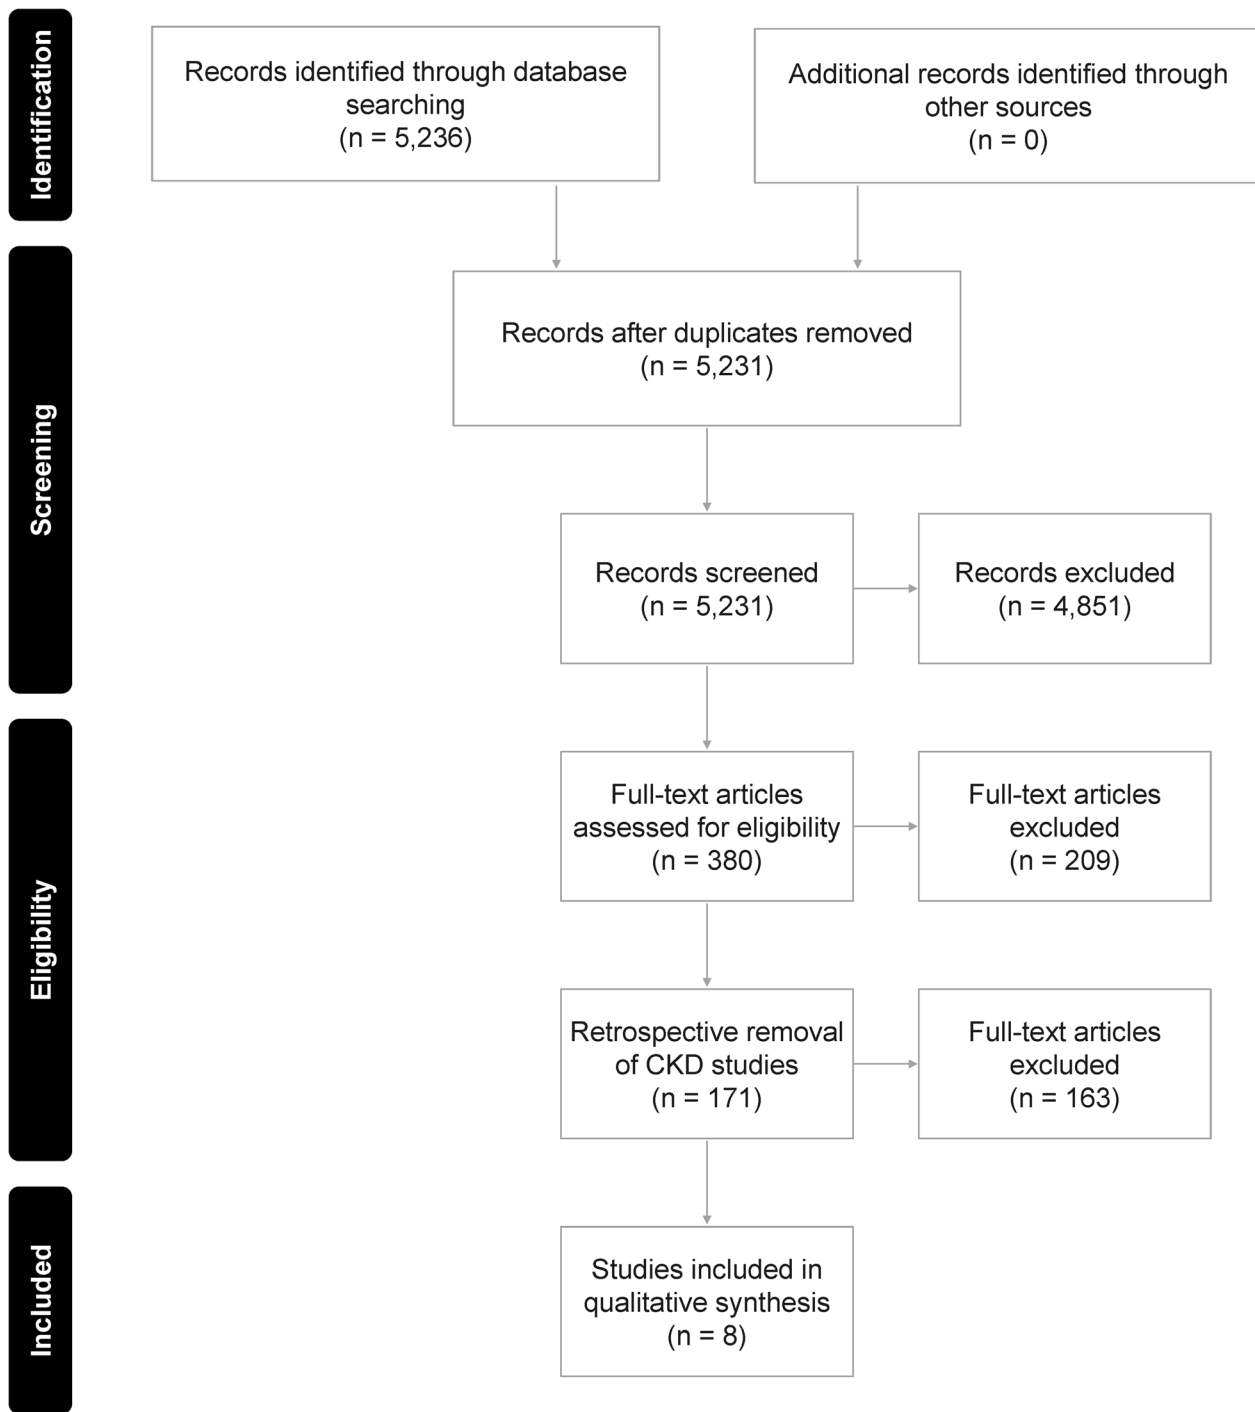 Identification
Records identified through database
searching
(n = 5,236)
Additional records identified through
other sources
(n = 0)
Screening
Records after duplicates removed
(n = 5,231)
Records screened
(n = 5,231)
Records excluded
(n = 4,851)
Eligibility
Full-text articles
assessed for eligibility
(n = 380)
Full-text articles
excluded
(n = 209)
Retrospective removal
of CKD studies
(n = 171)
Full-text articles
excluded
(n = 163)
Included
Studies included in
qualitative synthesis
(n = 8)